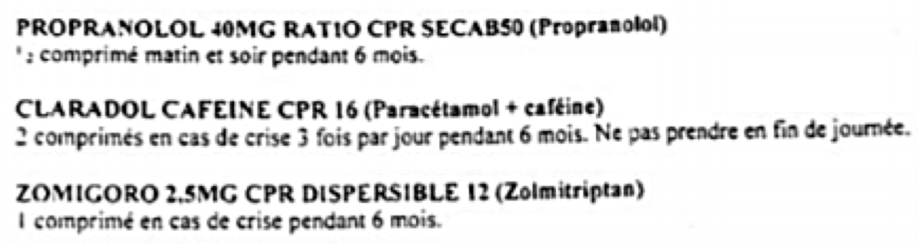 PROPRANOLOL 40MG RATIO CPR SECAB50 (Propranolol)
½ comprimé matin et soir pendant 6 mois.
CLARADOL CAFEINE CPR 16 (Paracétamol + caféine)
2 comprimés en cas de crise 3 fois par jour pendant 6 mois. Ne pas prendre en fin de journée.
ZOMIGORO 2.5MG CPR DISPERSIBLE 12 (Zolmitriptan)
1 comprimé en cas de crise pendant 6 mois.